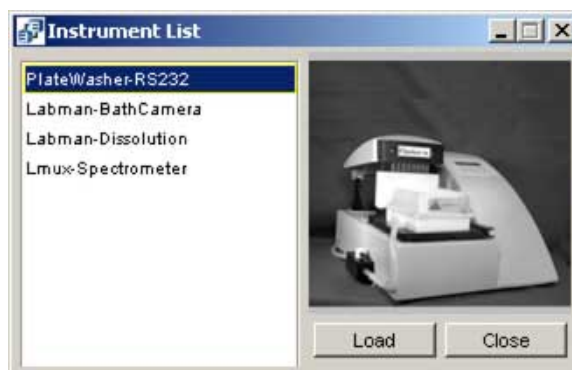 Instrument List
PlateWasher-RS232
Labman-BathCamera
Labman-Dissolution
Lmux-Spectrometer
Load
Close